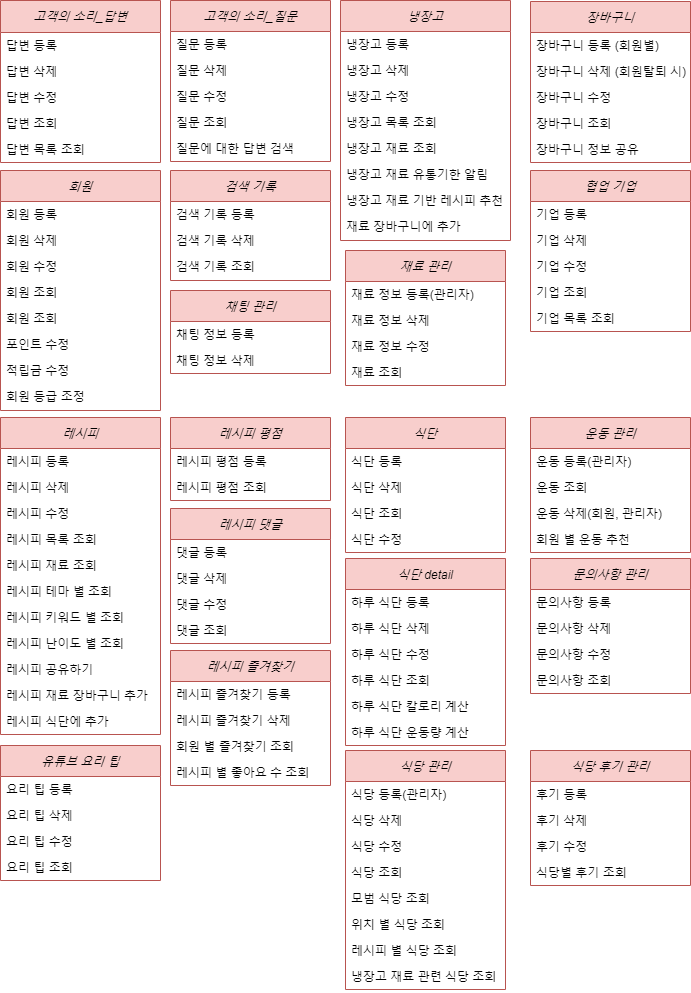 고객의 소리_답변
답변 등록
답변 삭제
답변 수정
답변 조회
답변 목록 조회
고객의 소리_질문
질문 등록
질문 삭제
질문 수정
질문 조회
질문에 대한 답변 검색
냉장고
냉장고 등록
냉장고 삭제
냉장고 수정
냉장고 목록 조회
냉장고 재료 조회
냉장고 재료 유통기한 알림
냉장고 재료 기반 레시피 추천
재료 장바구니에 추가
장바구니
장바구니 등록 (회원별)
장바구니 삭제 (회원탈퇴 시)
장바구니 수정
장바구니 조회
장바구니 정보 공유
회원
회원 등록
회원 삭제
회원 수정
회원 조회
회원 조회
포인트 수정
적립금 수정
회원 등급 조정
검색 기록
검색 기록 등록
검색 기록 삭제
검색 기록 조회
채팅 관리
채팅 정보 등록
채팅 정보 삭제
재료 관리
재료 정보 등록(관리자)
재료 정보 삭제
재료 정보 수정
재료 조회
협업 기업
기업 등록
기업 삭제
기업 수정
기업 조회
기업 목록 조회
레시피
레시피 등록
레시피 삭제
레시피 수정
레시피 목록 조회
레시피 재료 조회
레시피 테마 별 조회
레시피 키워드 별 조회
레시피 난이도 별 조회
레시피 공유하기
레시피 재료 장바구니 추가
레시피 식단에 추가
레시피 평점
레시피 평점 등록
레시피 평점 조회
레시피 댓글
댓글 등록
댓글 삭제
댓글 수정
댓글 조회
레시피 즐겨찾기
레시피 즐겨찾기 등록
레시피 즐겨찾기 삭제
회원 별 즐겨찾기 조회
레시피 별 좋아요 수 조회
식단
식단 등록
식단 삭제
식단 조회
식단 수정
식단 detail
하루 식단 등록
하루 식단 삭제
하루 식단 수정
하루 식단 조회
하루 식단 칼로리 계산
하루 식단 운동량 계산
운동 관리
운동 등록(관리자)
운동 조회
운동 삭제(회원, 관리자)
회원 별 운동 추천
문의사항 관리
문의사항 등록
문의사항 삭제
문의사항 수정
문의사항 조회
유튜브 요리 팁
요리 팁 등록
요리 팁 삭제
요리 팁 수정
요리 팁 조회
식당 관리
식당 등록(관리자)
식당 삭제
식당 수정
식당 조회
모범 식당 조회
위치 별 식당 조회
레시피 별 식당 조회
냉장고 재료 관련 식당 조회
식당 후기 관리
후기 등록
후기 삭제
후기 수정
식당별 후기 조회